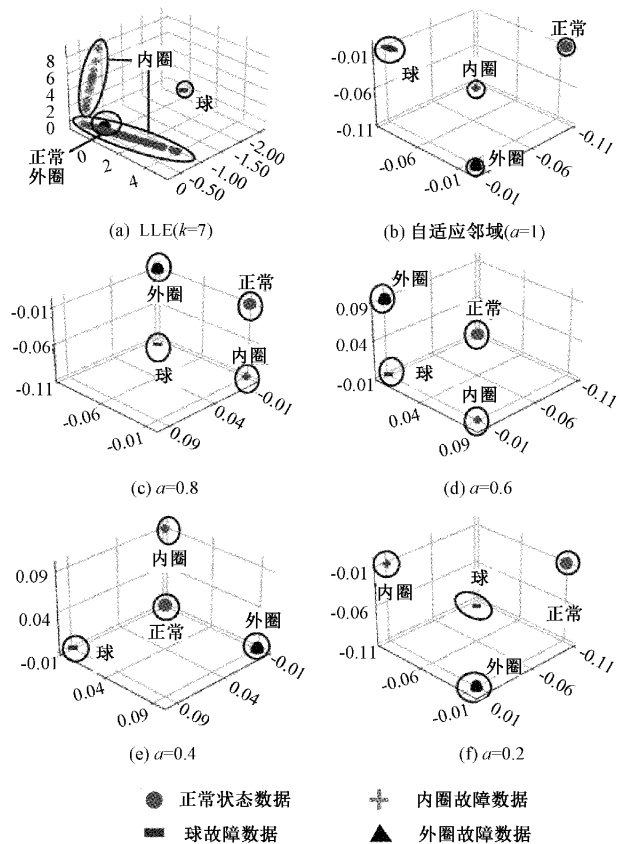 8
6
4
2
0
内圈
球
正常
外圈
0
2
4
0
-0.50
-1.00
-1.50
-2.00
(a) LLE(k=7)
正常
-0.01
球
内圈
-0.06
-0.11
外圈
-0.11
-0.06
-0.06
-0.01
-0.01
(b) 自适应邻域(a=1)
外圈
正常
-0.01
-0.06
球
内圈
-0.11
-0.01
-0.06
0.04
-0.01
0.09
(c) a=0.8
外圈
0.09
正常
0.04
球
-0.01
内圈
-0.11
0.04
-0.06
0.09
-0.01
(d) a=0.6
内圈
0.09
0.04
正常
外圈
-0.01
球
-0.01
0.04
0.04
0.09
0.09
(e) a=0.4
-0.01
内圈
球
正常
-0.06
-0.11
外圈
-0.11
-0.06
-0.06
-0.01
0.01
(f) a=0.2
正常状态数据
内圈故障数据
球故障数据
外圈故障数据